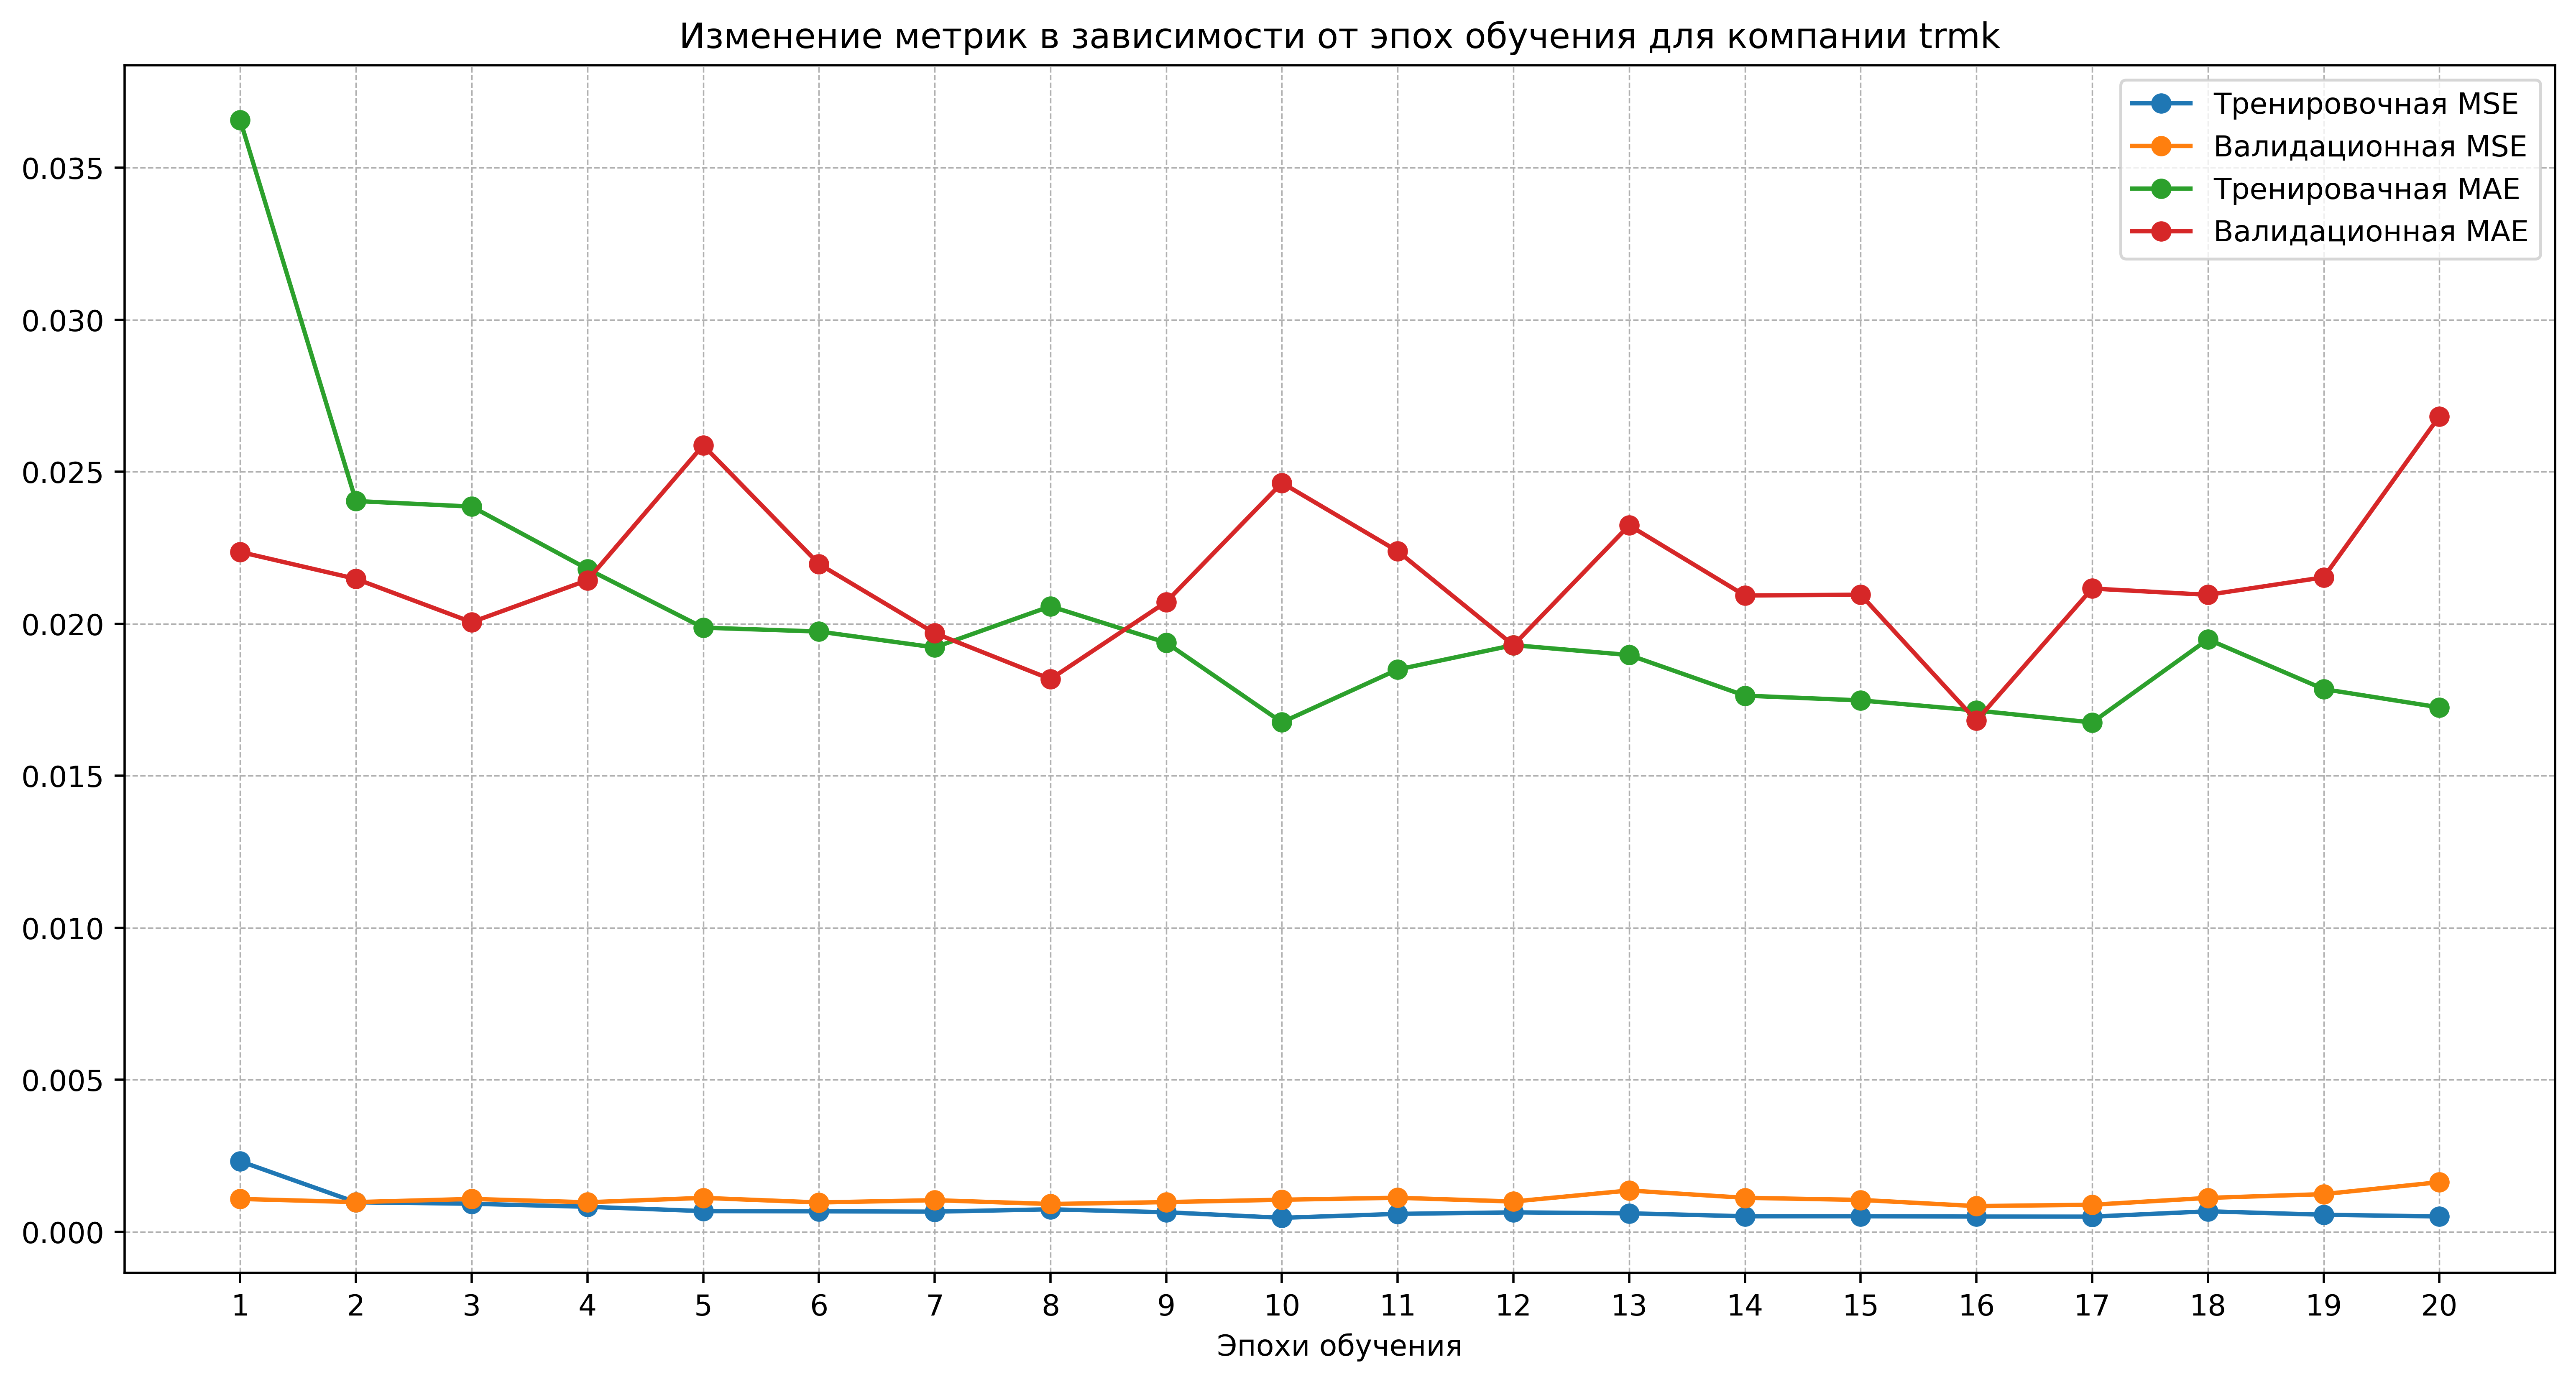 Изменение метрик в зависимости от эпох обучения для компании trmk
Тренировочная MSE
Валидационная MSE
Тренировачная MAE
Валидационная MAE
0.035
0.030
0.025
0.020
0.015
0.010
0.005
0.000
1 2 3 4 5 6 7 8 9 10 11 12 13 14 15 16 17 18 19 20
Эпохи обучения